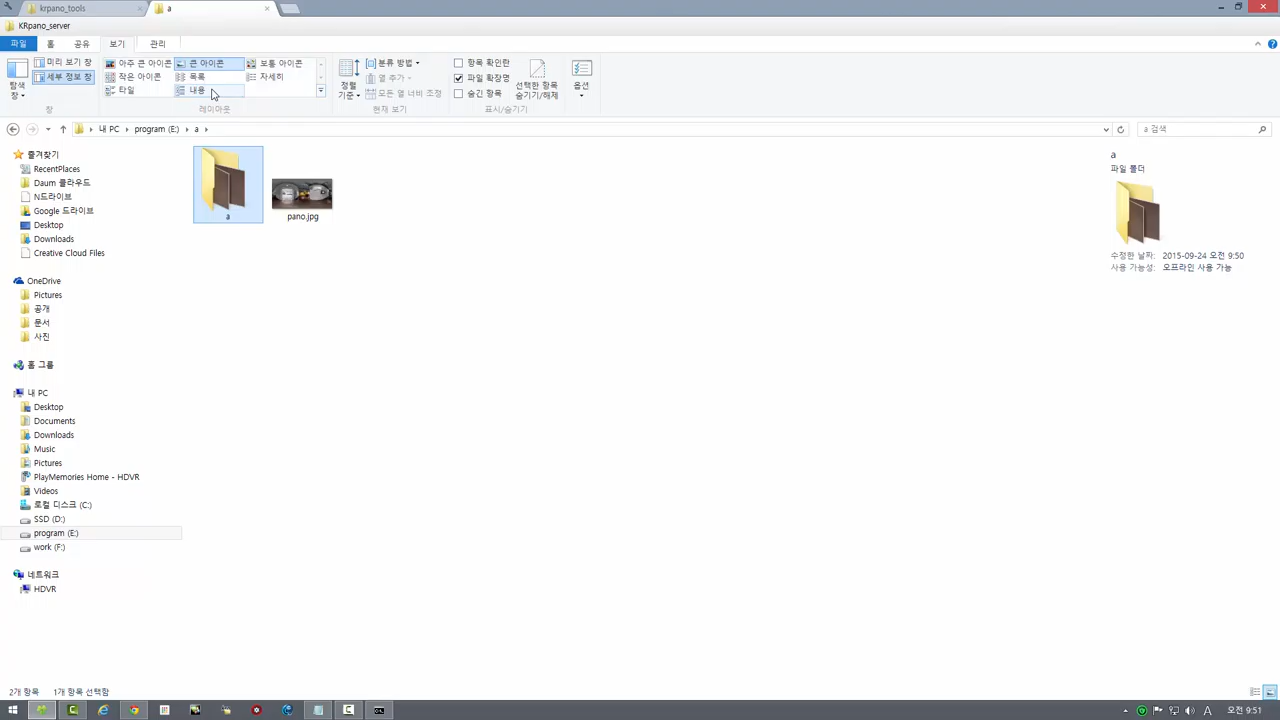 krpano_tools
a
KRpano_server
파일
홈
공유
보기
관리
탐색
창
미리 보기 창
세부 정보 창
창
아주 큰 아이콘
큰 아이콘
보통 아이콘
작은 아이콘
목록
자세히
타일
내용
레이아웃
정렬
기준
분류 방법
열 추가
모든 열 너비 조정
현재 보기
항목 확인란
파일 확장명
숨긴 항목
선택한 항목
숨기기/해제
표시/숨기기
옵션
내 PC
program (E:)
a
a 검색
즐겨찾기
RecentPlaces
Daum 클라우드
N드라이브
Google 드라이브
Desktop
Downloads
Creative Cloud Files
OneDrive
Pictures
공개
문서
사진
홈 그룹
내 PC
Desktop
Documents
Downloads
Music
Pictures
PlayMemories Home - HDVR
Videos
로컬 디스크 (C:)
SSD (D:)
program (E:)
work (F:)
네트워크
HDVR
a
pano.jpg
a
파일 폴더
수정한 날짜: 2015-09-24 오전 9:50
사용 가능성: 오프라인 사용 가능
2개 항목 1개 항목 선택함
A 오전 9:51